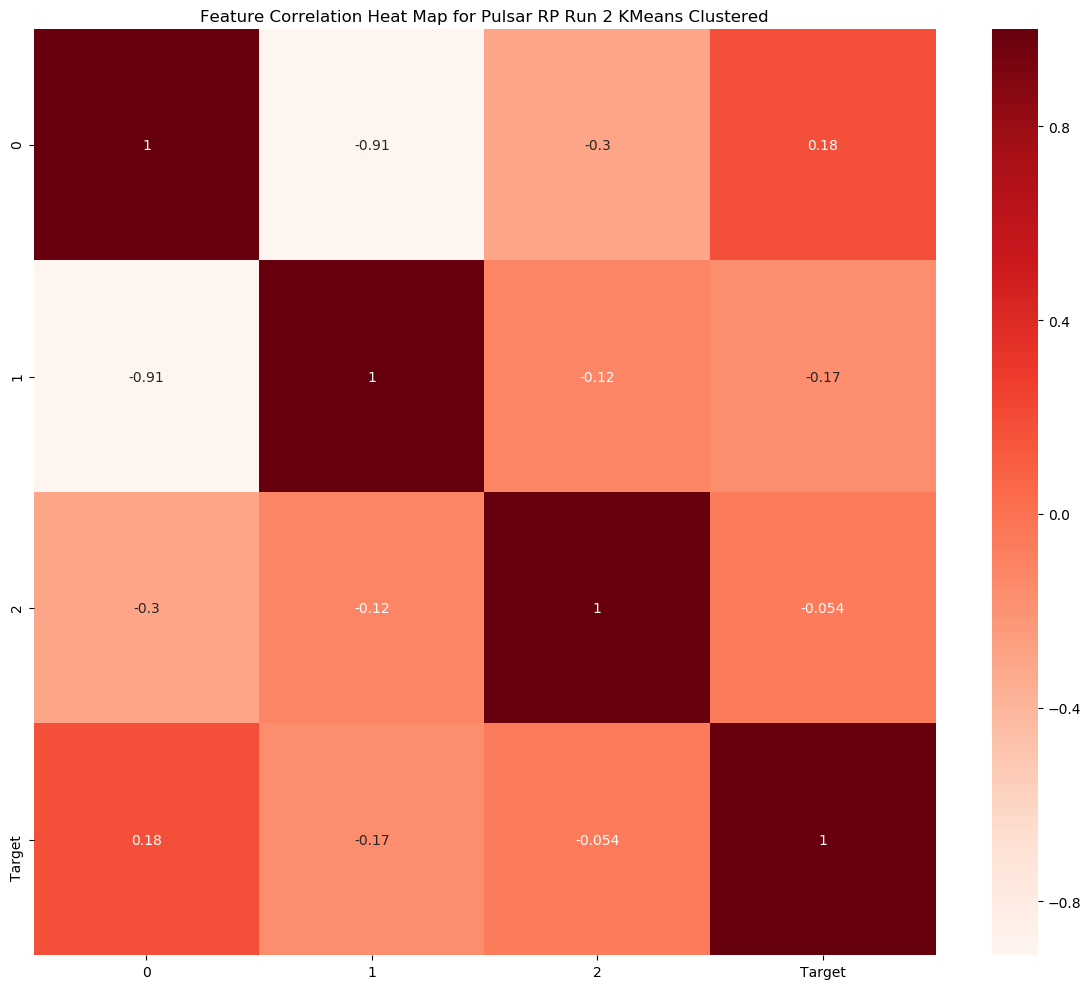 Feature Correlation Heat Map for Pulsar RP Run 2 KMeans Clustered
0 1 -0.91 -0.3 0.18
1 -0.91 1 -0.12 -0.17
2 -0.3 -0.12 1 -0.054
Target 0.18 -0.17 -0.054 1
0 1 2 Target
0.8
0.4
0.0
−0.4
−0.8